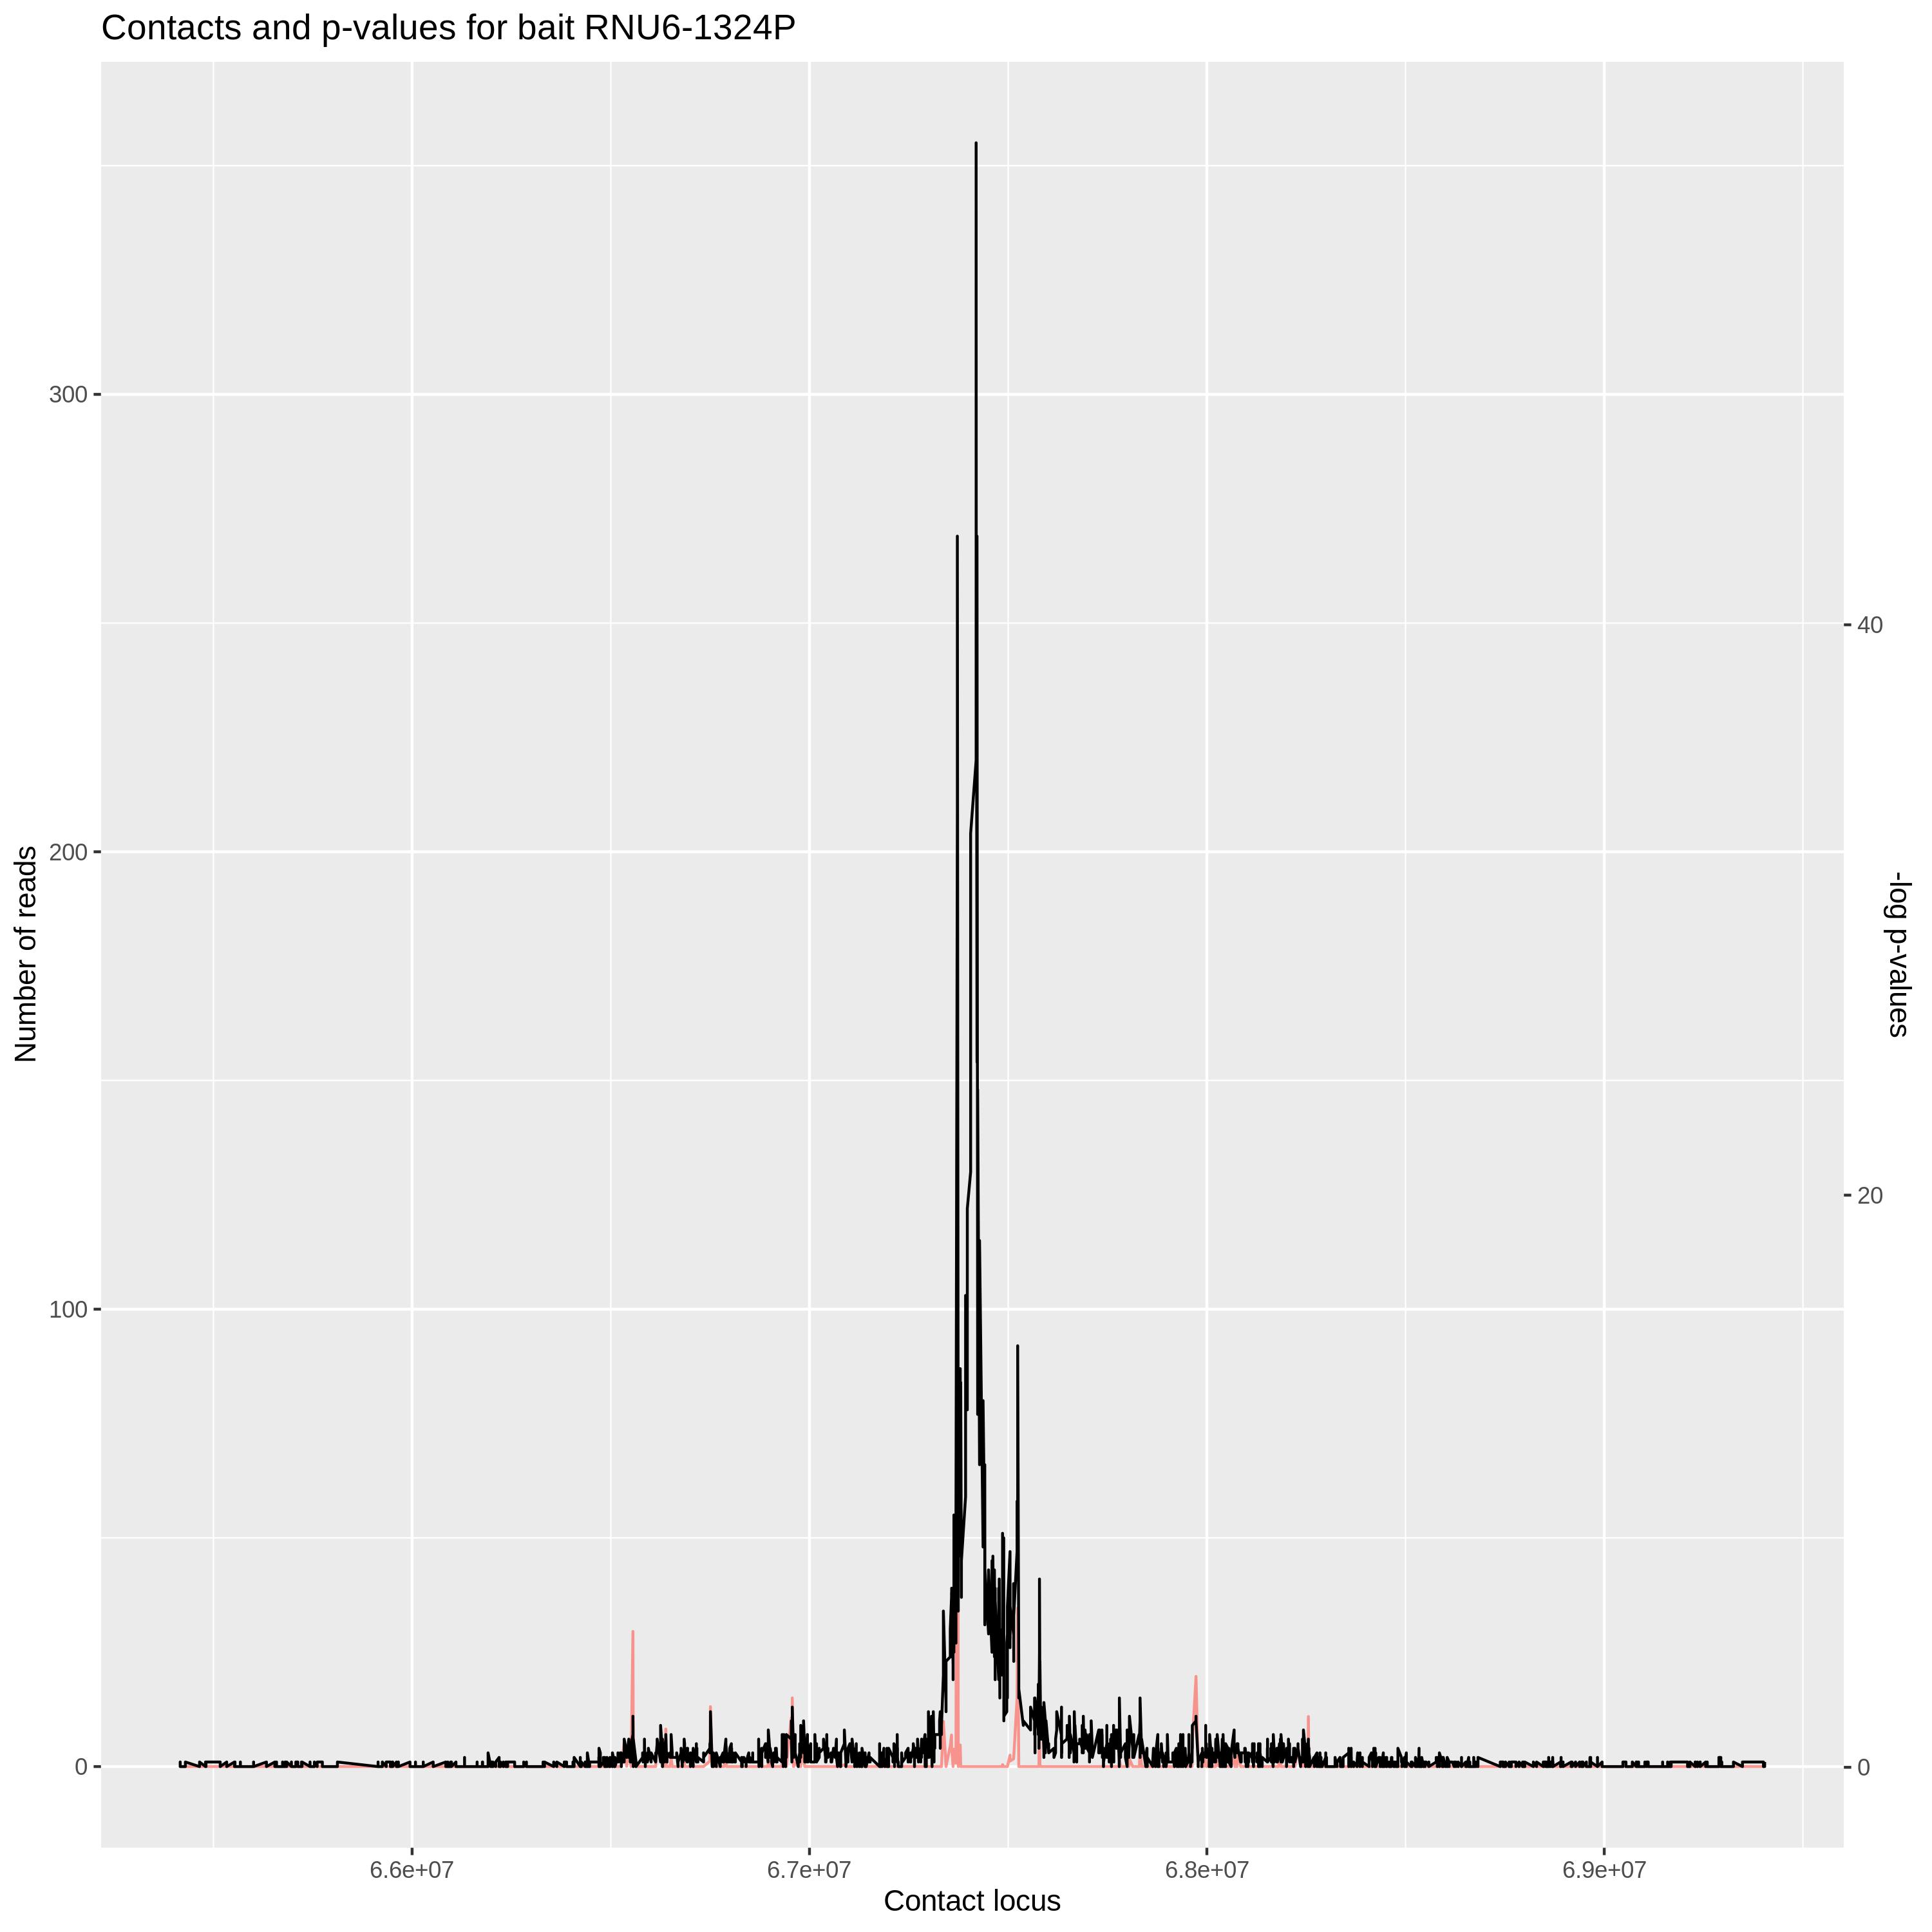 Contacts and p-values for bait RNU6-1324P
Number of reads
300
200
100
0
40
20
0
-log p-values
6.6e+07 6.7e+07 6.8e+07 6.9e+07
Contact locus